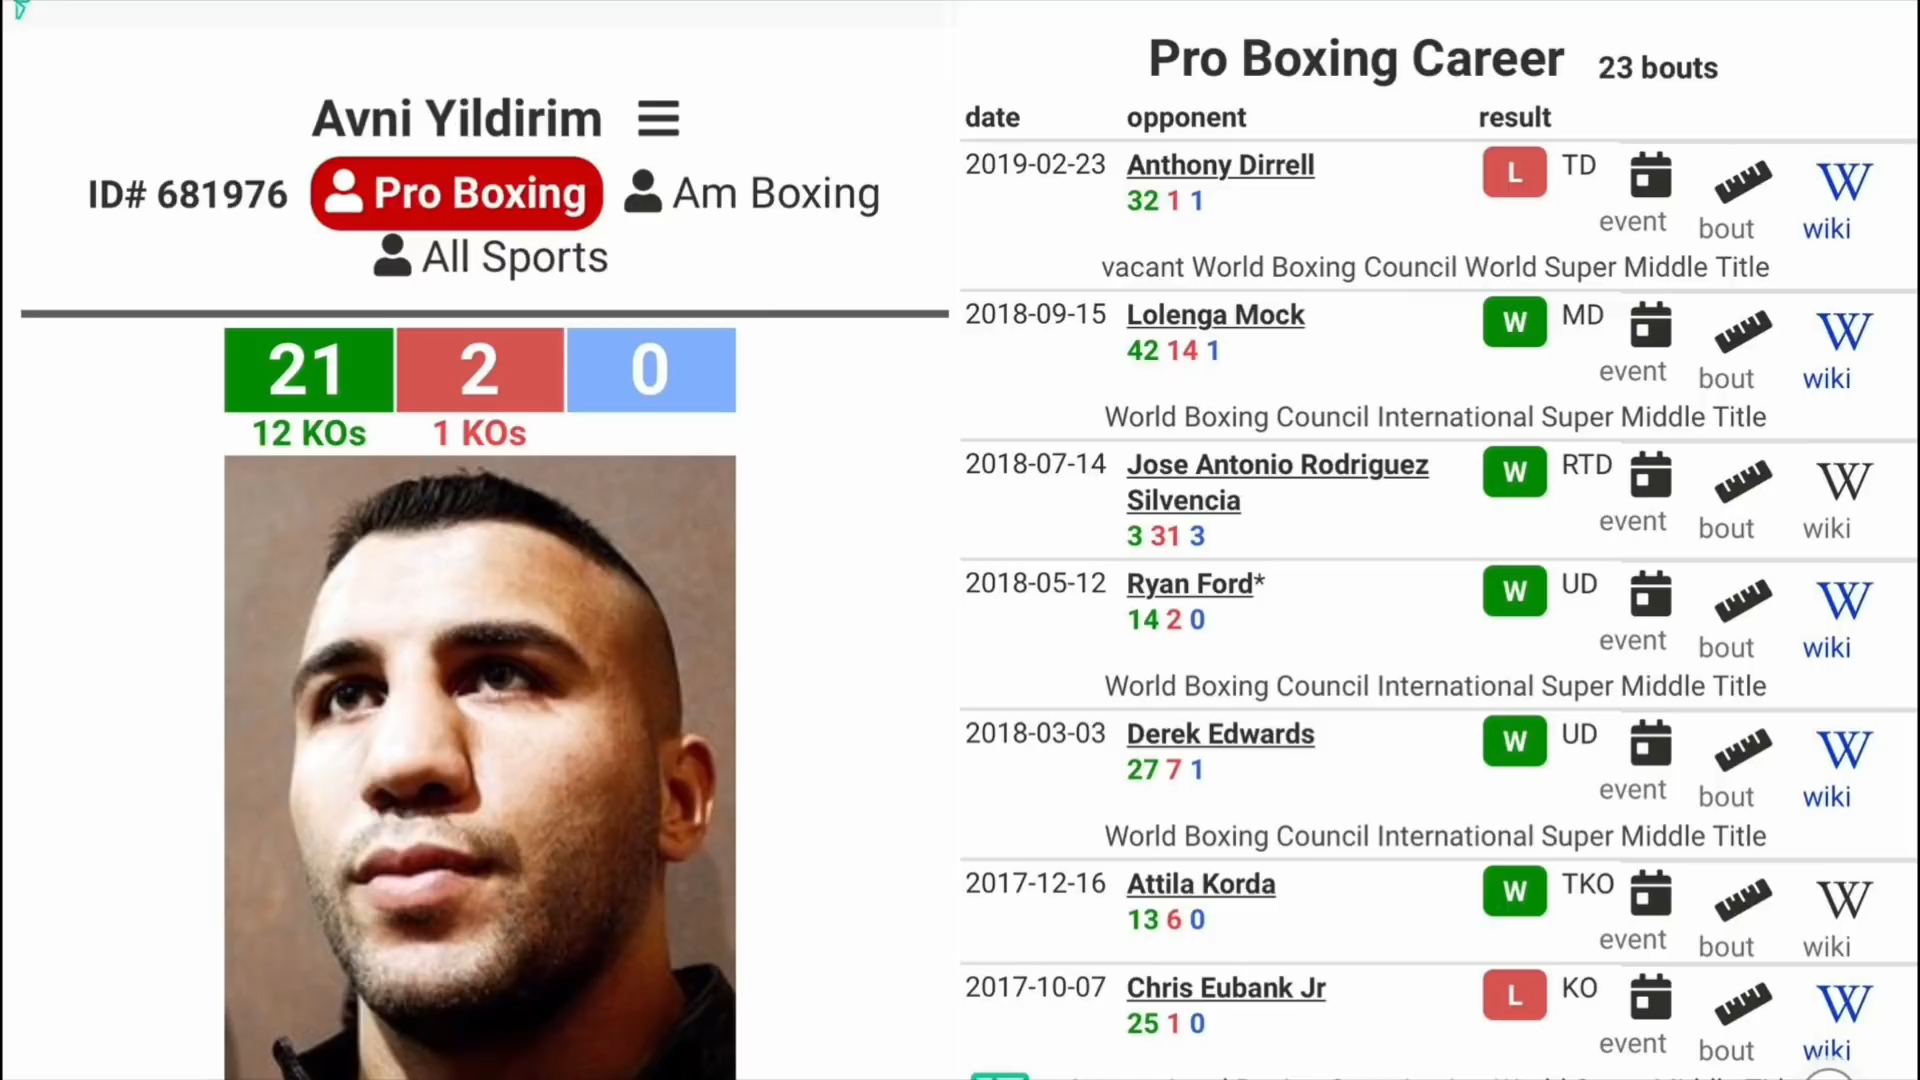 Avni Yildirim
ID# 681976 Pro Boxing Am Boxing
All Sports
21 2 0
12 KOs 1 KOs
Pro Boxing Career 23 bouts
date opponent result
2019-02-23 Anthony Dirrell L TD
32 1 1
event bout wiki
vacant World Boxing Council World Super Middle Title
2018-09-15 Lolenga Mock W MD
42 14 1
event bout wiki
World Boxing Council International Super Middle Title
2018-07-14 Jose Antonio Rodriguez W RTD
Silvencia
3 31 3
event bout wiki
2018-05-12 Ryan Ford* W UD
14 2 0
event bout wiki
World Boxing Council International Super Middle Title
2018-03-03 Derek Edwards W UD
27 7 1
event bout wiki
World Boxing Council International Super Middle Title
2017-12-16 Attila Korda W TKO
13 6 0
event bout wiki
2017-10-07 Chris Eubank Jr L KO
25 1 0
event bout wiki